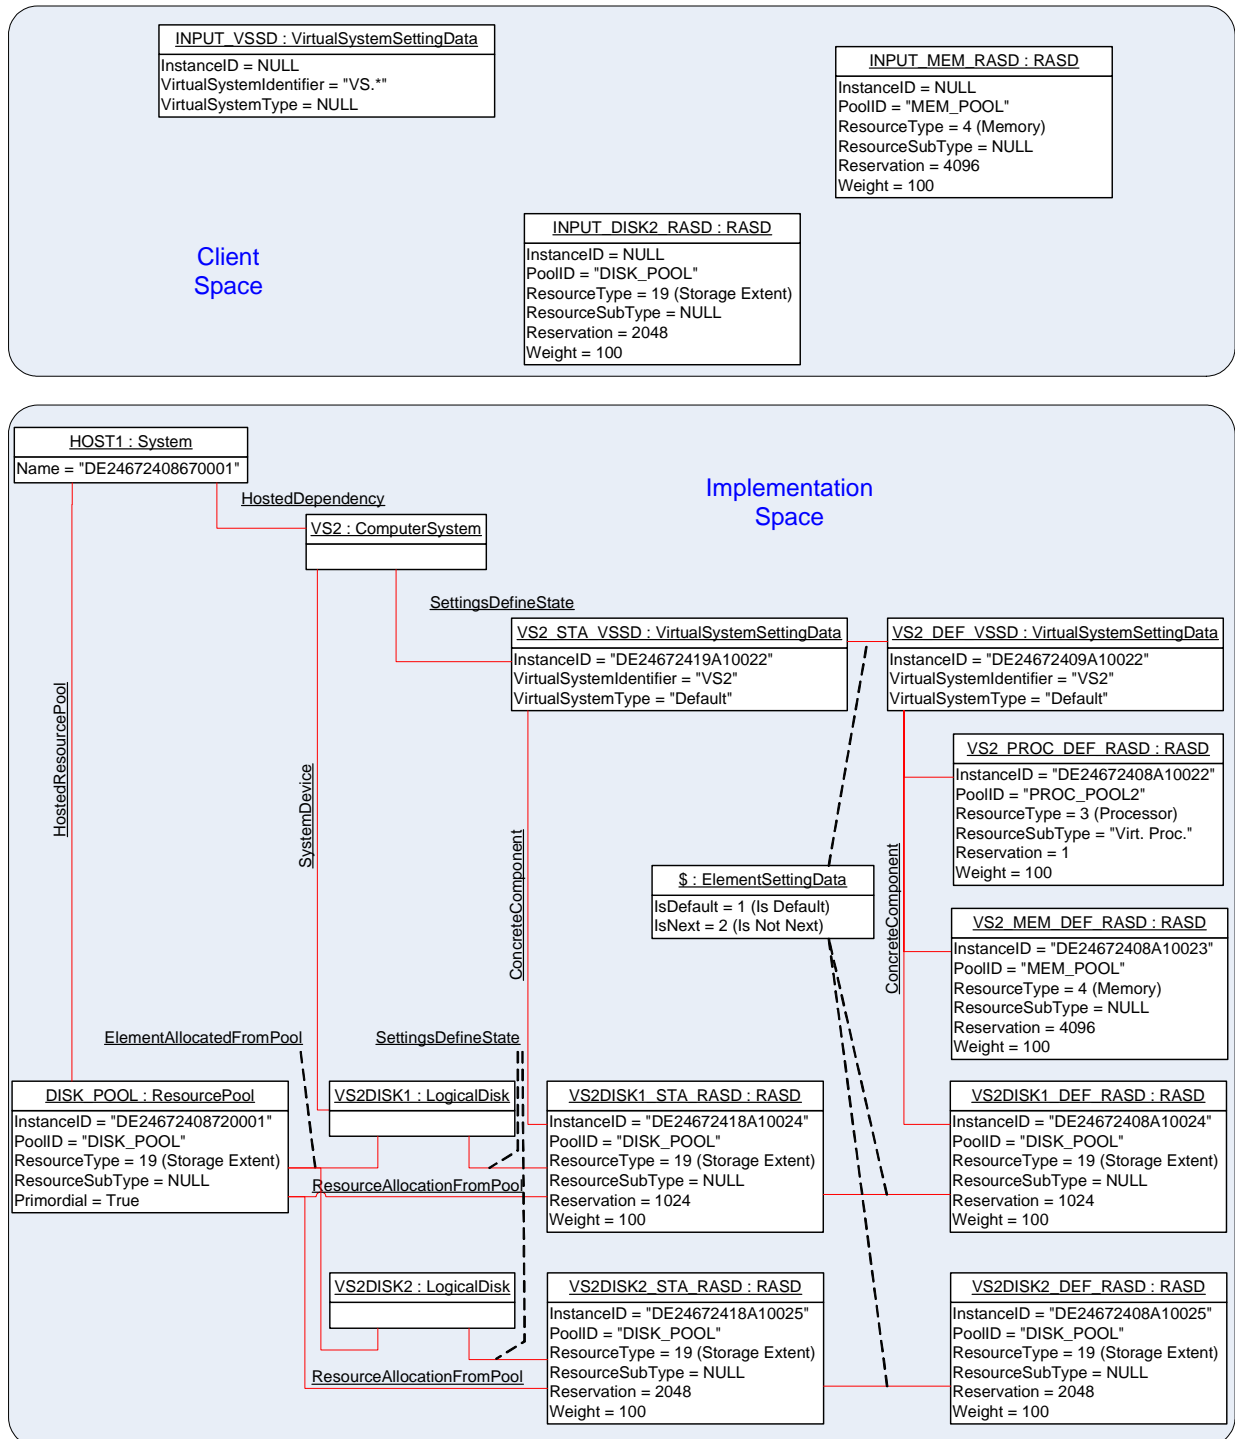 INPUT_VSSD : VirtualSystemSettingData
InstanceID = NULL
VirtualSystemIdentifier = "VS.*"
VirtualSystemType = NULL
INPUT_MEM_RASD : RASD
InstanceID = NULL
PoolID = "MEM_POOL"
ResourceType = 4 (Memory)
ResourceSubType = NULL
Reservation = 4096
Weight = 100
INPUT_DISK2_RASD : RASD
InstanceID = NULL
PoolID = "DISK_POOL"
ResourceType = 19 (Storage Extent)
ResourceSubType = NULL
Reservation = 2048
Weight = 100
Client
Space
HOST1 : System
Name = "DE24672408670001"
Implementation
Space
HostedDependency
VS2 : ComputerSystem
SettingsDefineState
VS2_STA_VSSD : VirtualSystemSettingData
InstanceID = "DE24672419A10022"
VirtualSystemIdentifier = "VS2"
VirtualSystemType = "Default"
VS2_DEF_VSSD : VirtualSystemSettingData
InstanceID = "DE24672409A10022"
VirtualSystemIdentifier = "VS2"
VirtualSystemType = "Default"
HostedResourcePool
SystemDevice
ConcreteComponent
ConcreteComponent
VS2_PROC_DEF_RASD : RASD
InstanceID = "DE24672408A10022"
PoolID = "PROC_POOL2"
ResourceType = 3 (Processor)
ResourceSubType = "Virt. Proc."
Reservation = 1
Weight = 100
$ : ElementSettingData
IsDefault = 1 (Is Default)
IsNext = 2 (Is Not Next)
VS2_MEM_DEF_RASD : RASD
InstanceID = "DE24672408A10023"
PoolID = "MEM_POOL"
ResourceType = 4 (Memory)
ResourceSubType = NULL
Reservation = 4096
Weight = 100
ElementAllocatedFromPool
SettingsDefineState
DISK_POOL : ResourcePool
InstanceID = "DE24672408720001"
PoolID = "DISK_POOL"
ResourceType = 19 (Storage Extent)
ResourceSubType = NULL
Primordial = True
VS2DISK1 : LogicalDisk
VS2DISK1_STA_RASD : RASD
InstanceID = "DE24672418A10024"
PoolID = "DISK_POOL"
ResourceType = 19 (Storage Extent)
ResourceSubType = NULL
Reservation = 1024
Weight = 100
VS2DISK1_DEF_RASD : RASD
InstanceID = "DE24672408A10024"
PoolID = "DISK_POOL"
ResourceType = 19 (Storage Extent)
ResourceSubType = NULL
Reservation = 1024
Weight = 100
ResourceAllocationFromPool
VS2DISK2 : LogicalDisk
VS2DISK2_STA_RASD : RASD
InstanceID = "DE24672418A10025"
PoolID = "DISK_POOL"
ResourceType = 19 (Storage Extent)
ResourceSubType = NULL
Reservation = 2048
Weight = 100
VS2DISK2_DEF_RASD : RASD
InstanceID = "DE24672408A10025"
PoolID = "DISK_POOL"
ResourceType = 19 (Storage Extent)
ResourceSubType = NULL
Reservation = 2048
Weight = 100
ResourceAllocationFromPool